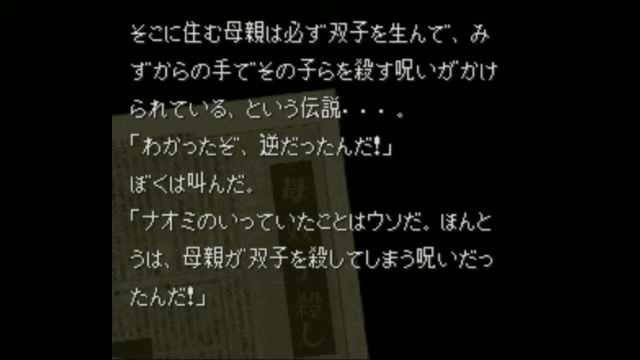 そこに住む母親は必ず双子を生んで、み
ずからの手でその子らを殺す呪いがかけ
られている、という伝説・・・。
「わかったぞ、逆だったんだ!」
ぼくは叫んだ。
「ナオミのいっていたことはウソだ。ほんと
うは、母親が双子を殺してしまう呪いだっ
たんだ!」